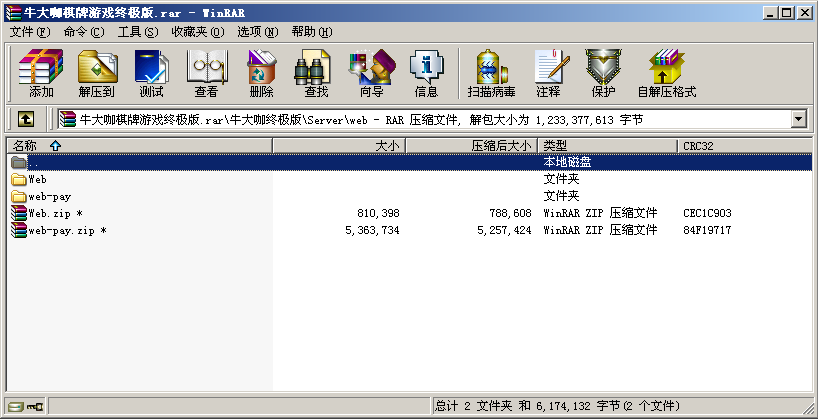 牛大咖棋牌游戏终极版.rar - WinRAR
文件(F) 命令(C) 工具(S) 收藏夹(O) 选项(N) 帮助(H)
添加 解压到 测试 查看 删除 查找 向导 信息 扫描病毒 注释 保护 自解压格式
牛大咖棋牌游戏终极版.rar\牛大咖终极版\Server\web - RAR 压缩文件, 解包大小为 1,233,377,613 字节
名称 大小 压缩后大小 类型 CRC32
.. 本地磁盘
Web 文件夹
web-pay 文件夹
Web.zip * 810,398 788,608 WinRAR ZIP 压缩文件 CEC1C903
web-pay.zip * 5,363,734 5,257,424 WinRAR ZIP 压缩文件 84F19717
总计 2 文件夹 和 6,174,132 字节(2 个文件)